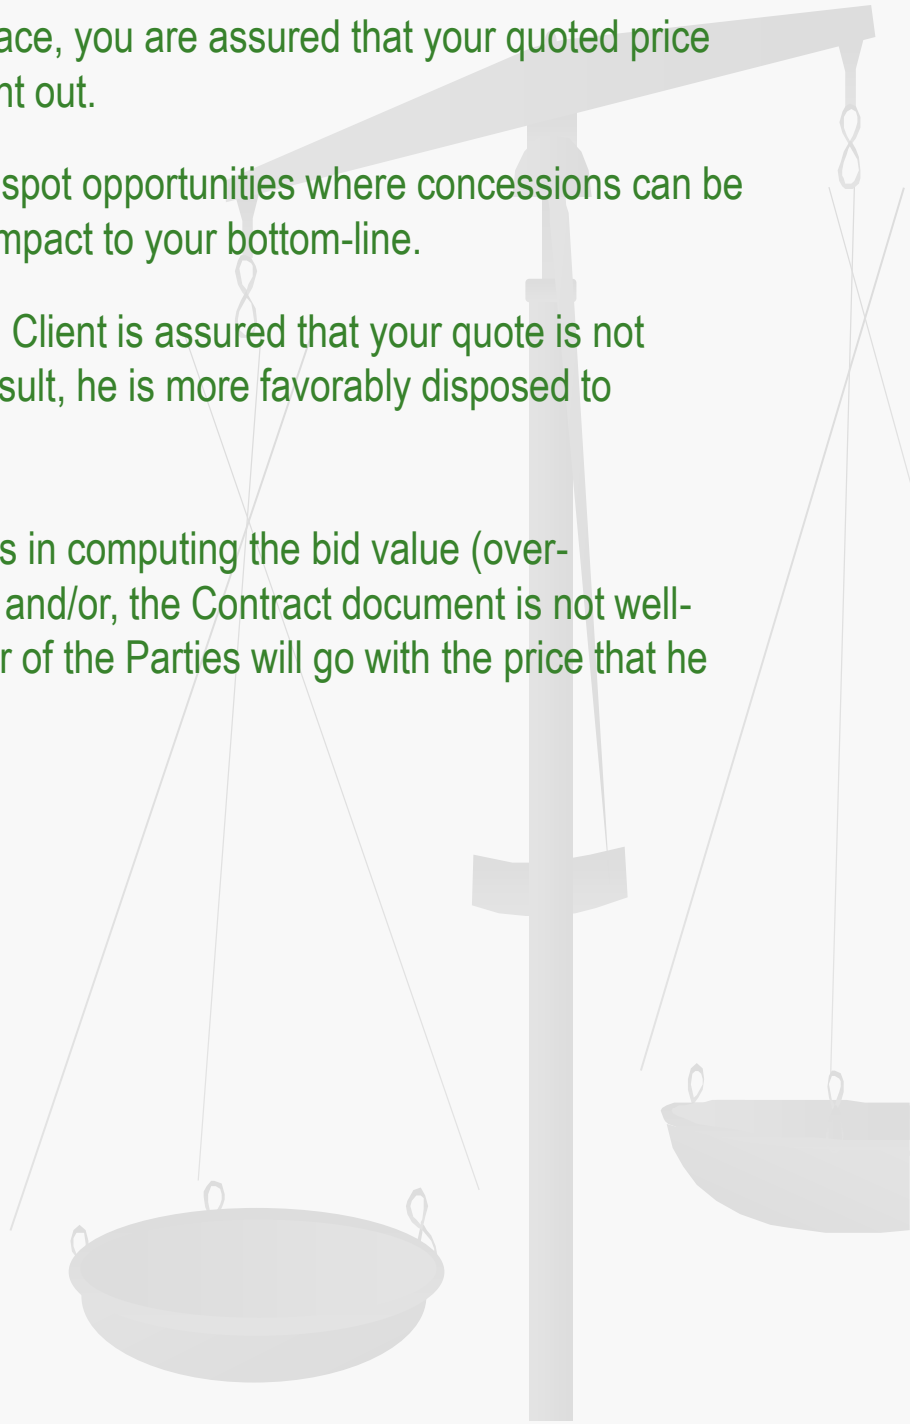 ace, you are assured that your quoted price
nt out.
spot opportunities where concessions can be
mpact to your bottom-line.
Client is assured that your quote is not
sult, he is more favorably disposed to
s in computing the bid value (over-
and/or, the Contract document is not well-
r of the Parties will go with the price that he